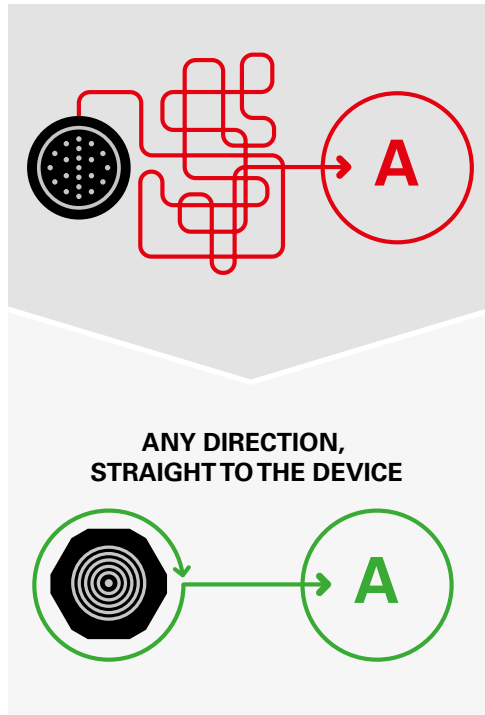 A
ANY DIRECTION,
STRAIGHT TO THE DEVICE
A